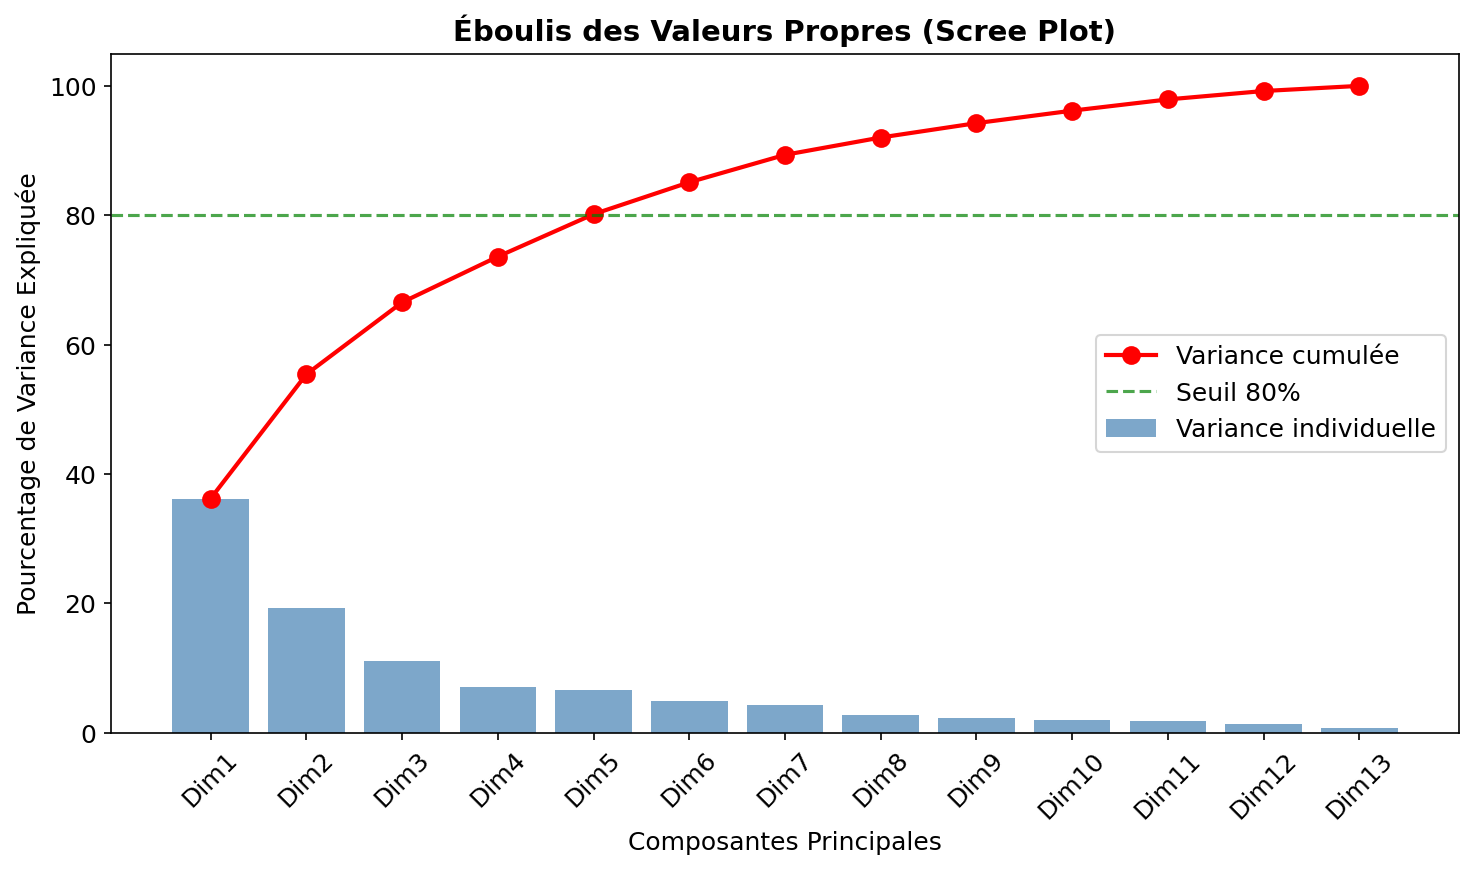 Éboulis des Valeurs Propres (Scree Plot)
Pourcentage de Variance Expliquée
100
80
60
40
20
0
Variance cumulée
Seuil 80%
Variance individuelle
Dim1 Dim2 Dim3 Dim4 Dim5 Dim6 Dim7 Dim8 Dim9 Dim10 Dim11 Dim12 Dim13
Composantes Principales